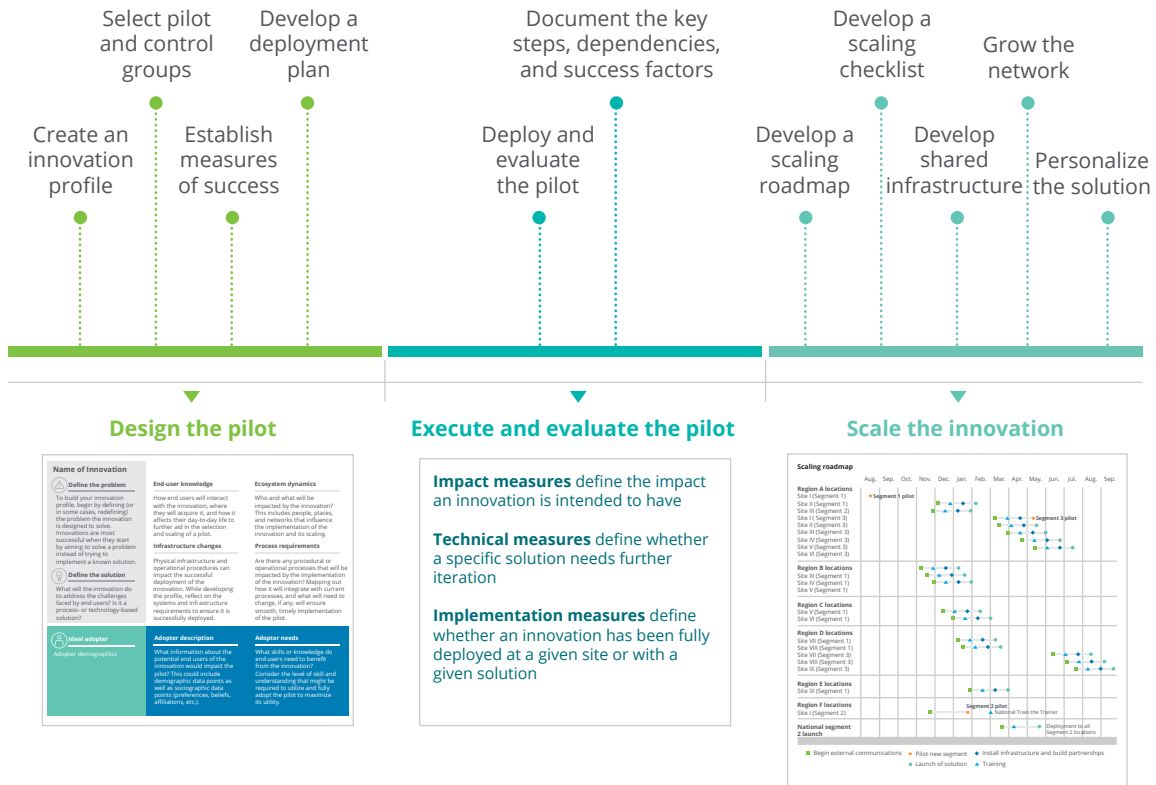 Select pilot
and control
groups
Develop a
deployment
plan
Document the key
steps, dependencies,
and success factors
Develop a
scaling
checklist
Grow the
network
Create an
innovation
profile
Establish
measures
of success
Deploy and
evaluate
the pilot
Develop a
scaling
roadmap
Develop
shared
infrastructure
Personalize
the solution
Design the pilot
Execute and evaluate the pilot
Scale the innovation
Name of Innovation
Define the problem
To build your innovation
profile, begin by defining (or
in some cases, redefining)
the problem the innovation
is designed to solve.
Innovations are most
successful when they start
by aiming to solve a problem
instead of trying to
implement a known solution.
Define the solution
What will the innovation do
to address the challenges
faced by end users? Is it a
process- or technology-based
solution?
End-user knowledge
How end users will interact
with the innovation, where
they will acquire it, and how it
affects their day-to-day life to
further aid in the selection
and scaling of a pilot.
Infrastructure changes
Physical infrastructure and
operational procedures can
impact the successful
deployment of the
innovation. While developing
the profile, reflect on the
systems and infrastructure
requirements to ensure it is
successfully deployed.
Ecosystem dynamics
Who and what will be
impacted by the innovation?
This includes people, places,
and networks that influence
the implementation of the
innovation and its scaling.
Process requirements
Are there any procedural or
operational processes that will be
impacted by the implementation
of the innovation? Mapping out
how it will integrate with current
processes, and what will need to
change, if any, will ensure
smooth, timely implementation
of the pilot.
Ideal adopter
Adopter demographics
Adopter description
What information about the
potential end users of the
innovation would impact the
pilot? This could include
demographic data points as
well as sociographic data
points (preferences, beliefs,
affiliations, etc.).
Adopter needs
What skills or knowledge do
end users need to benefit
from the innovation?
Consider the level of skill and
understanding that might be
required to utilize and fully
adopt the pilot to maximize
its utility.
Impact measures define the impact
an innovation is intended to have
Technical measures define whether
a specific solution needs further
iteration
Implementation measures define
whether an innovation has been fully
deployed at a given site or with a
given solution
Scaling roadmap
Aug. Sep. Oct. Nov. Dec. Jan. Feb. Mar. Apr. May. Jun. Jul. Aug. Sep.
Region A locations
Site I (Segment 1) Segment 1 pilot
Site II (Segment 1)
Site III (Segment 2)
Site I ( Segment 3) Segment 3 pilot
Site II (Segment 3)
Site III (Segment 3)
Site IV (Segment 3)
Site V (Segment 3)
Site VI (Segment 3)
Region B locations
Site III (Segment 1)
Site IV (Segment 1)
Site V (Segment 1)
Region C locations
Site V (Segment 1)
Site VI (Segment 1)
Region D locations
Site VII (Segment 1)
Site VIII (Segment 1)
Site VII (Segment 3)
Site VIII (Segment 3)
Site IX (Segment 3)
Region E locations
Site IX (Segment 1)
Region F locations Segment 2 pilot
Site I (Segment 2) National Train the Trainer
National segment
2 launch
Deployment to all
Segment 2 locations
Begin external communications Pilot new segment Install infrastructure and build partnerships
Launch of solution Training